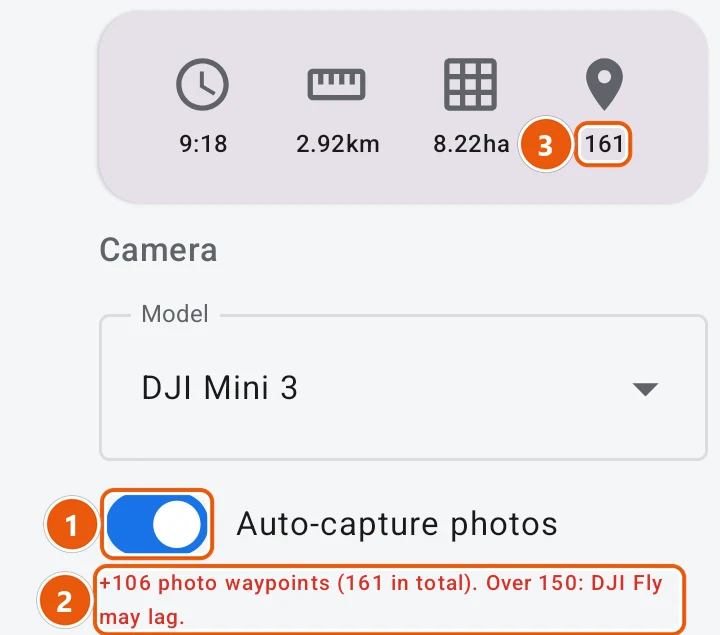 9:18 2.92km 8.22ha 3 161
Camera
Model
DJI Mini 3
1 Auto-capture photos
2 +106 photo waypoints (161 in total). Over 150: DJI Fly
may lag.